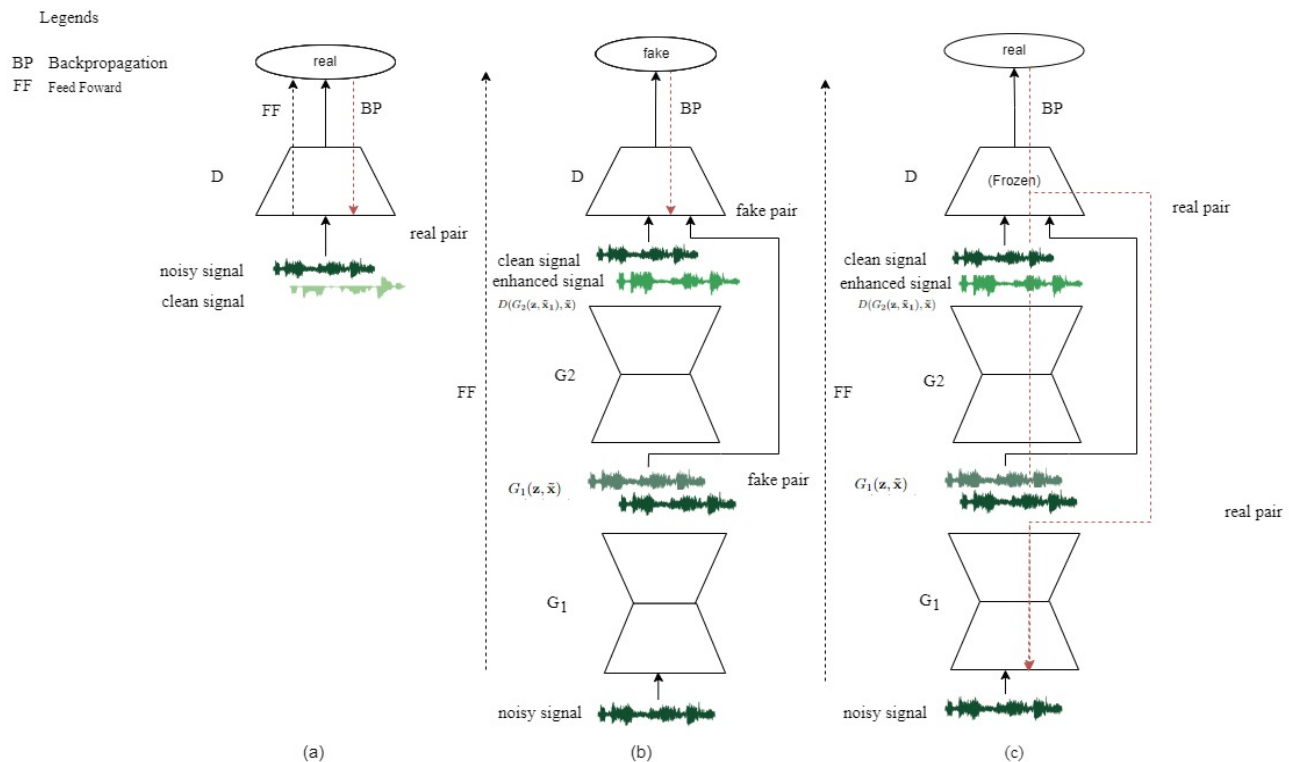 Legends
BP Backpropagation
FF Feed Foward
real
FF
BP
D
real pair
noisy signal
clean signal
(a)
fake
BP
D
fake pair
clean signal
enhanced signal
D(G₂(z, x̃₁), x̃)
G2
FF
G₁(z, x̃)
fake pair
G1
noisy signal
(b)
real
BP
D
(Frozen)
real pair
clean signal
enhanced signal
D(G₂(z, x̃₁), x̃)
G2
FF
G₁(z, x̃)
real pair
G1
noisy signal
(c)